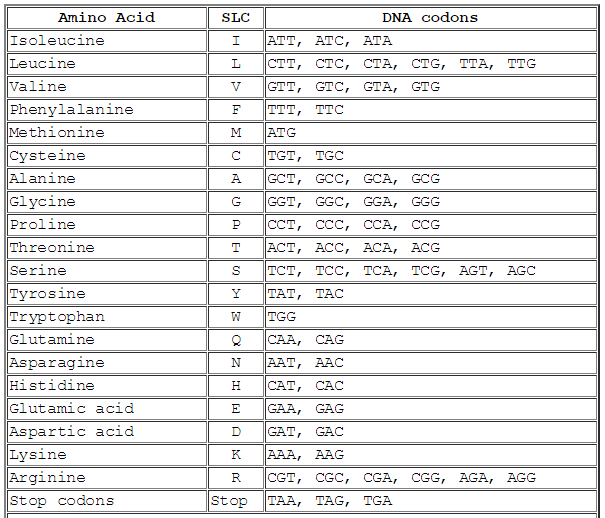 Amino Acid SLC DNA codons
Isoleucine I ATT, ATC, ATA
Leucine L CTT, CTC, CTA, CTG, TTA, TTG
Valine V GTT, GTC, GTA, GTG
Phenylalanine F TTT, TTC
Methionine M ATG
Cysteine C TGT, TGC
Alanine A GCT, GCC, GCA, GCG
Glycine G GGT, GGC, GGA, GGG
Proline P CCT, CCC, CCA, CCG
Threonine T ACT, ACC, ACA, ACG
Serine S TCT, TCC, TCA, TCG, AGT, AGC
Tyrosine Y TAT, TAC
Tryptophan W TGG
Glutamine Q CAA, CAG
Asparagine N AAT, AAC
Histidine H CAT, CAC
Glutamic acid E GAA, GAG
Aspartic acid D GAT, GAC
Lysine K AAA, AAG
Arginine R CGT, CGC, CGA, CGG, AGA, AGG
Stop codons Stop TAA, TAG, TGA